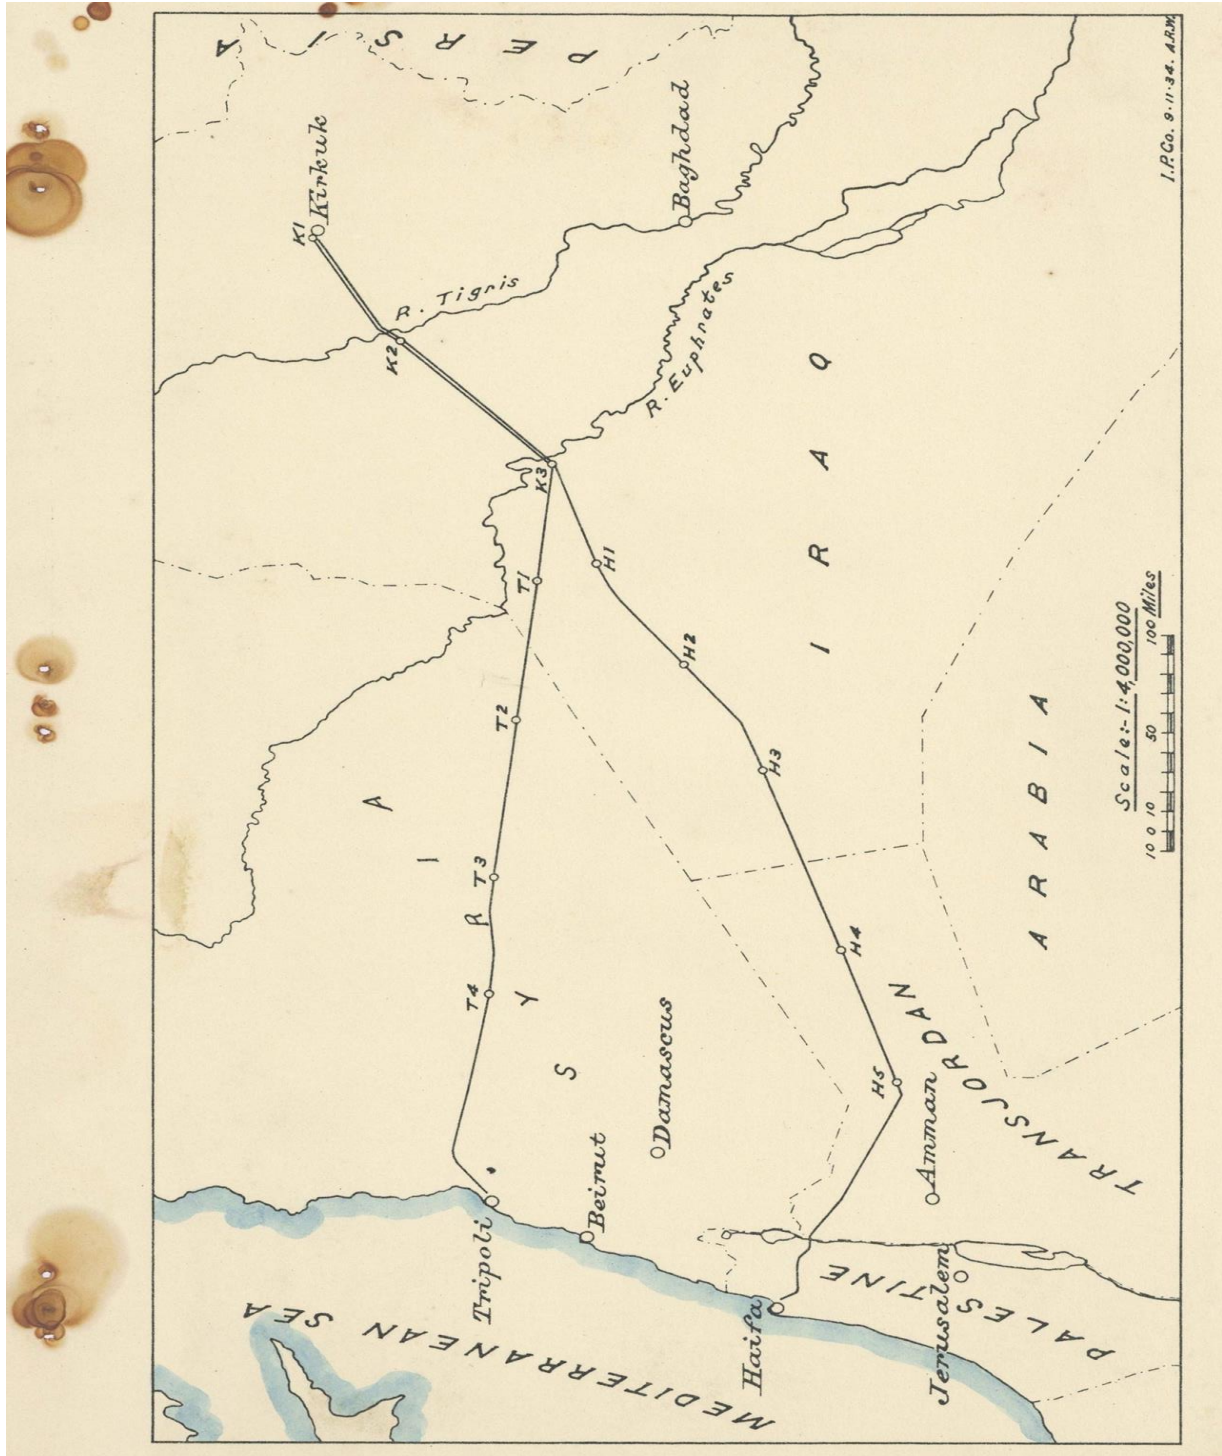 PERSIA
Kirkuk
K1
Baghdad
R. Tigris
K2
R. Euphrates
K3
IRAQ
T1
H1
T2
H2
T3
H3
T4
H4
SYRIA
H5
Damascus
Beirut
Tripoli
Haifa
Amman
Jerusalem
TRANSJORDAN
PALESTINE
ARABIA
MEDITERRANEAN SEA
Scale:- 1:4,000,000
10 0 10 50 100 Miles
I.P.Co. 9.11.34. A.R.W.